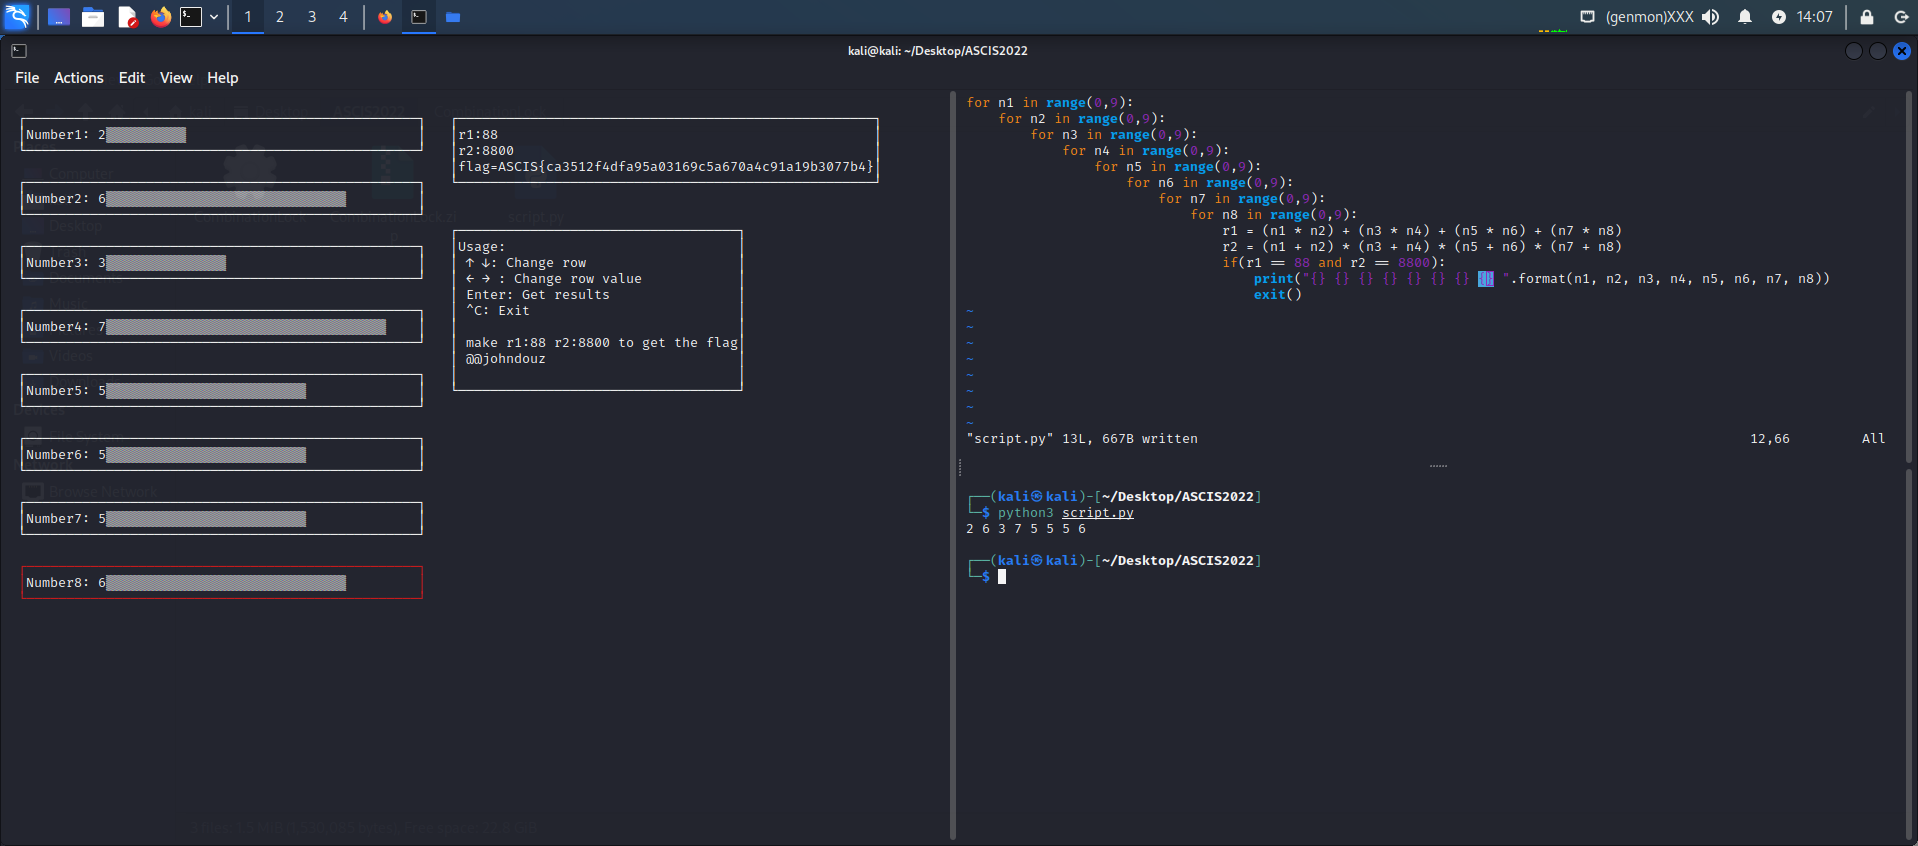 1 2 3 4
(genmon)XXX 14:07
kali@kali: ~/Desktop/ASCIS2022
File Actions Edit View Help
Number1: 2
Number2: 6
Number3: 3
Number4: 7
Number5: 5
Number6: 5
Number7: 5
Number8: 6
r1:88
r2:8800
flag=ASCIS{ca3512f4dfa95a03169c5a670a4c91a19b3077b4}
Usage:
↑ ↓: Change row
← → : Change row value
Enter: Get results
^C: Exit
make r1:88 r2:8800 to get the flag
@@johndouz
for n1 in range(0,9):
for n2 in range(0,9):
for n3 in range(0,9):
for n4 in range(0,9):
for n5 in range(0,9):
for n6 in range(0,9):
for n7 in range(0,9):
for n8 in range(0,9):
r1 = (n1 * n2) + (n3 * n4) + (n5 * n6) + (n7 * n8)
r2 = (n1 + n2) * (n3 + n4) * (n5 + n6) * (n7 + n8)
if(r1 == 88 and r2 == 8800):
print("{} {} {} {} {} {} {} {} ".format(n1, n2, n3, n4, n5, n6, n7, n8))
exit()
~
~
~
~
~
~
~
~
"script.py" 13L, 667B written 12,66 All
┌──(kali㉿kali)-[~/Desktop/ASCIS2022]
└─$ python3 script.py
2 6 3 7 5 5 5 6
┌──(kali㉿kali)-[~/Desktop/ASCIS2022]
└─$